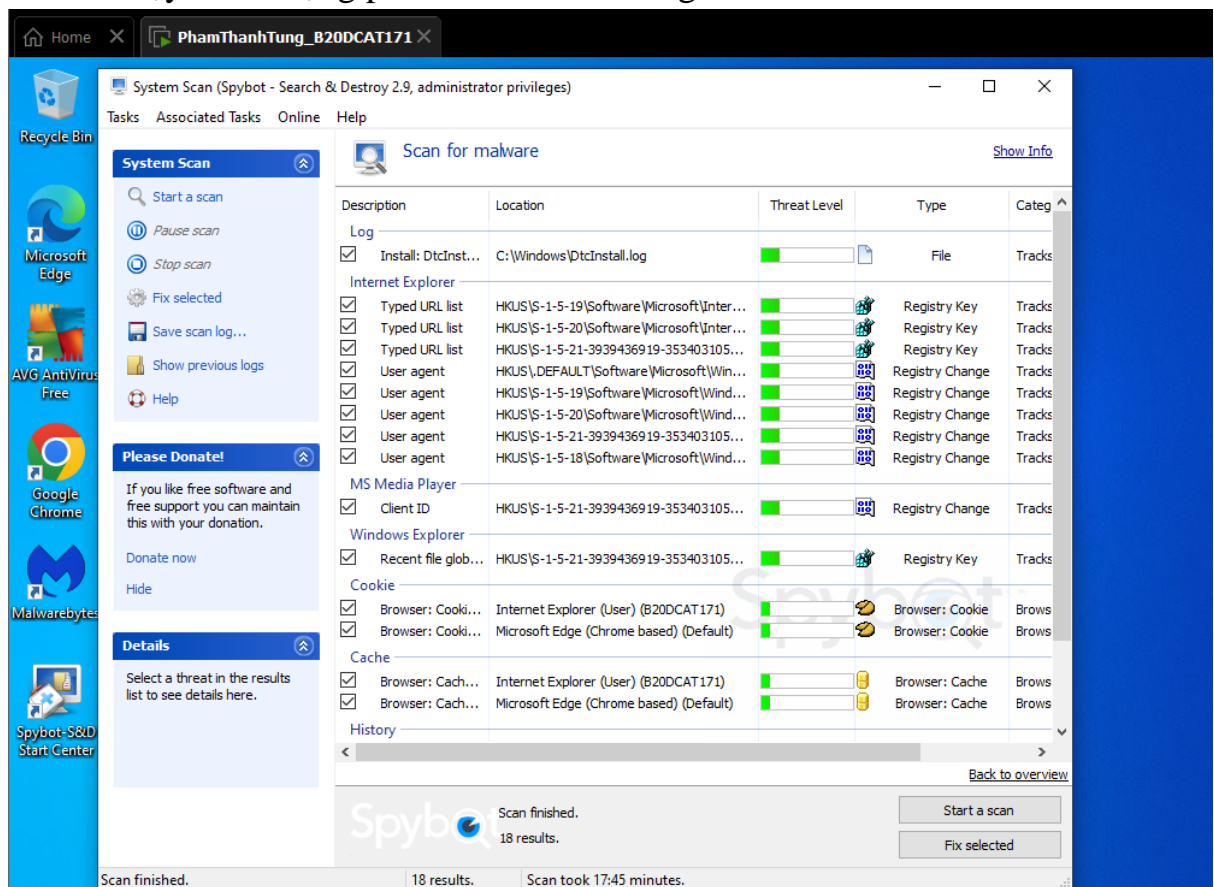 Home
PhamThanhTung_B20DCAT171
Recycle Bin
Microsoft Edge
AVG AntiVirus Free
Google Chrome
Malwarebytes
Spybot-S&D Start Center
System Scan (Spybot - Search & Destroy 2.9, administrator privileges)
Tasks Associated Tasks Online Help
System Scan
Start a scan
Pause scan
Stop scan
Fix selected
Save scan log...
Show previous logs
Help
Please Donate!
If you like free software and
free support you can maintain
this with your donation.
Donate now
Hide
Details
Select a threat in the results
list to see details here.
Scan for malware Show Info
Description Location Threat Level Type Categ
Log
Install: DtcInst... C:\Windows\DtcInstall.log File Tracks
Internet Explorer
Typed URL list HKUS\S-1-5-19\Software\Microsoft\Inter... Registry Key Tracks
Typed URL list HKUS\S-1-5-20\Software\Microsoft\Inter... Registry Key Tracks
Typed URL list HKUS\S-1-5-21-3939436919-353403105... Registry Key Tracks
User agent HKUS\.DEFAULT\Software\Microsoft\Win... Registry Change Tracks
User agent HKUS\S-1-5-19\Software\Microsoft\Wind... Registry Change Tracks
User agent HKUS\S-1-5-20\Software\Microsoft\Wind... Registry Change Tracks
User agent HKUS\S-1-5-21-3939436919-353403105... Registry Change Tracks
User agent HKUS\S-1-5-18\Software\Microsoft\Wind... Registry Change Tracks
MS Media Player
Client ID HKUS\S-1-5-21-3939436919-353403105... Registry Change Tracks
Windows Explorer
Recent file glob... HKUS\S-1-5-21-3939436919-353403105... Registry Key Tracks
Cookie
Browser: Cooki... Internet Explorer (User) (B20DCAT171) Browser: Cookie Brows
Browser: Cooki... Microsoft Edge (Chrome based) (Default) Browser: Cookie Brows
Cache
Browser: Cach... Internet Explorer (User) (B20DCAT171) Browser: Cache Brows
Browser: Cach... Microsoft Edge (Chrome based) (Default) Browser: Cache Brows
History
Spybot
Back to overview
Spybot
Scan finished.
18 results.
Start a scan
Fix selected
Scan finished. 18 results. Scan took 17:45 minutes.